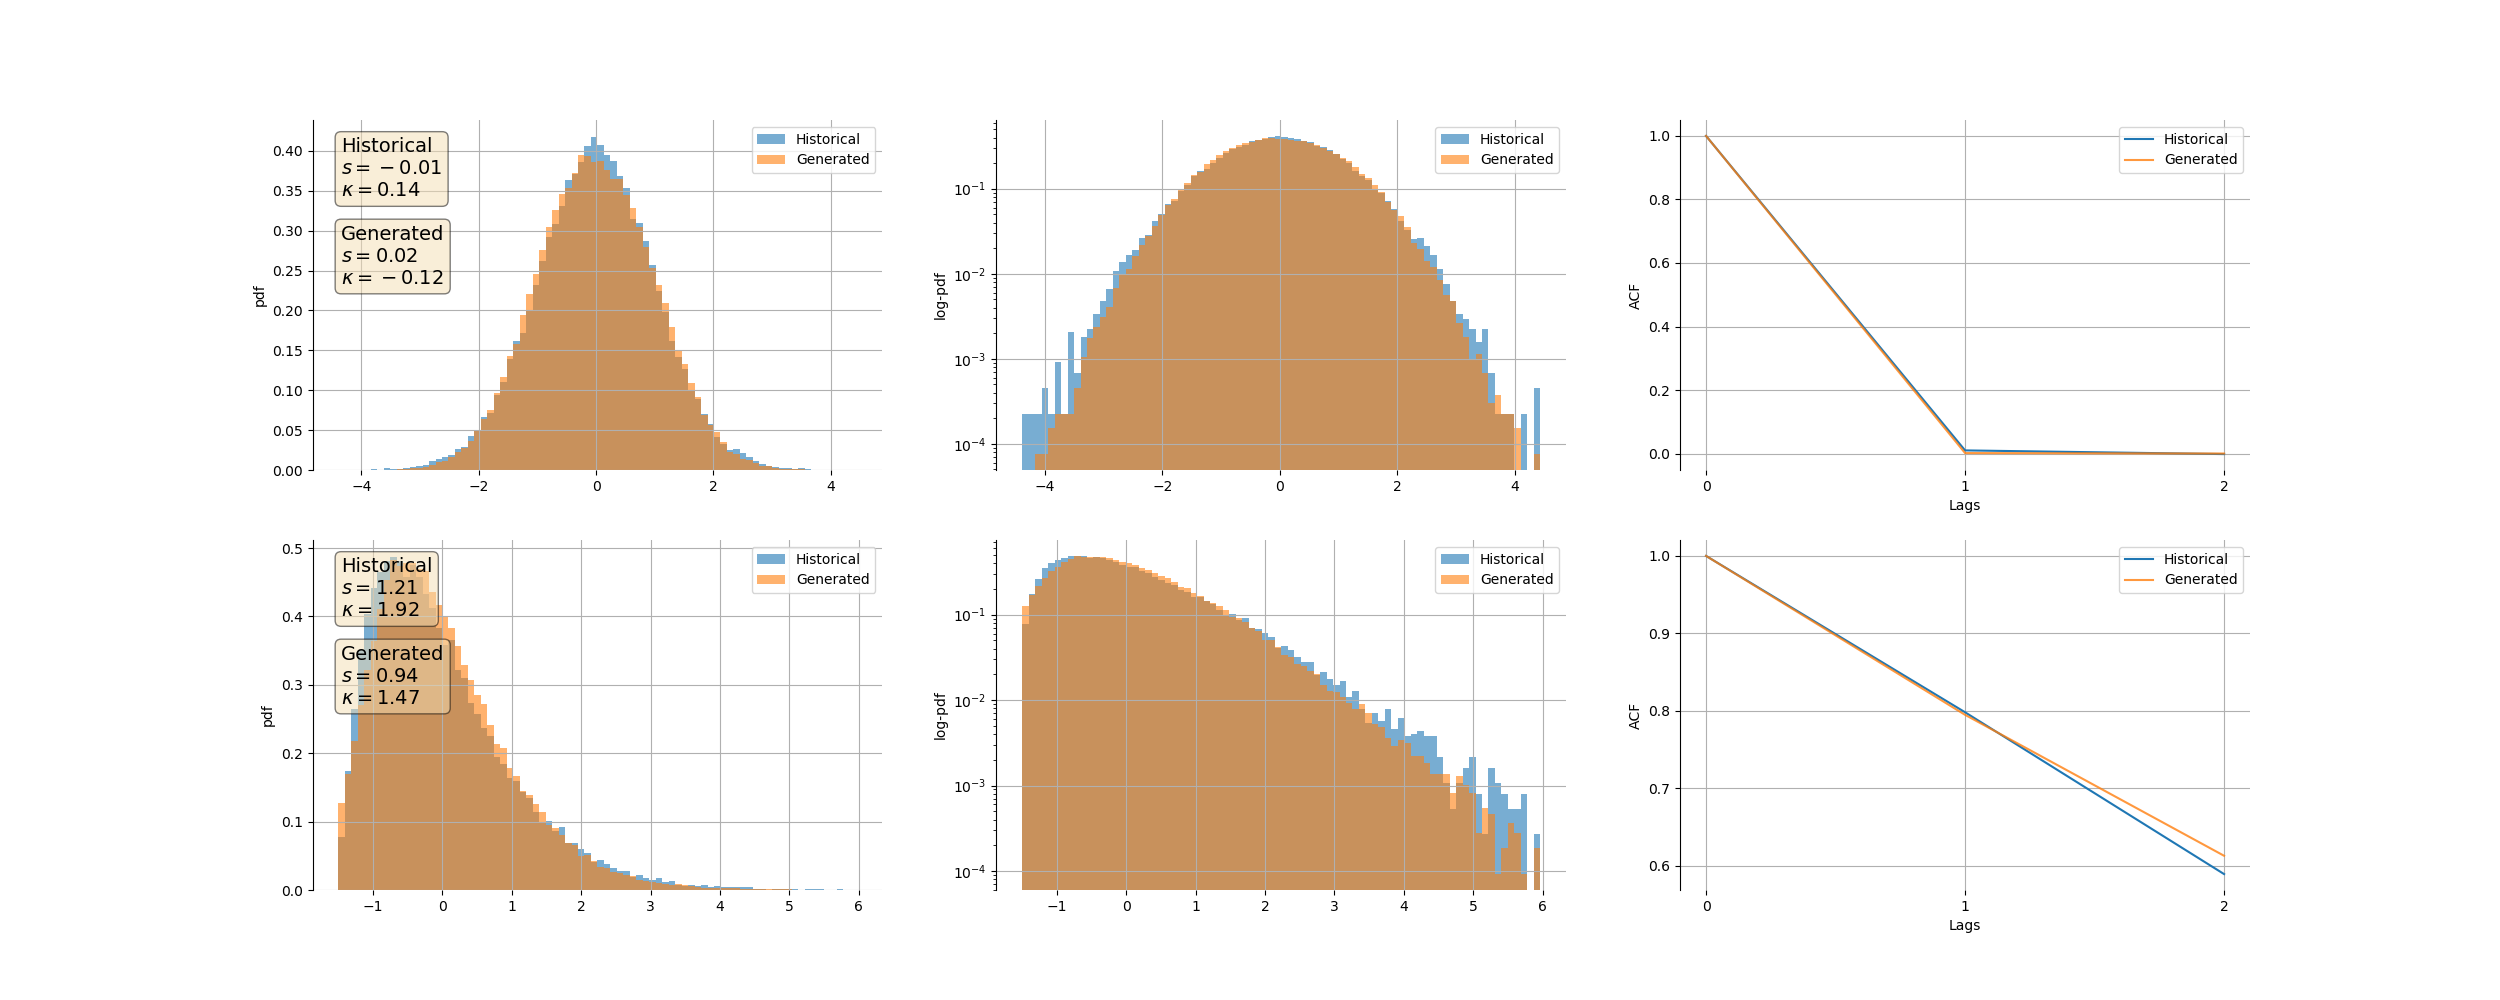 Historical
s = −0.01
κ = 0.14
Generated
s = 0.02
κ = −0.12
Historical
Generated
pdf
0.40
0.35
0.30
0.25
0.20
0.15
0.10
0.05
0.00
−4 −2 0 2 4
Historical
Generated
log-pdf
10⁻¹
10⁻²
10⁻³
10⁻⁴
−4 −2 0 2 4
Historical
Generated
ACF
1.0
0.8
0.6
0.4
0.2
0.0
0 1 2
Lags
Historical
s = 1.21
κ = 1.92
Generated
s = 0.94
κ = 1.47
Historical
Generated
pdf
0.5
0.4
0.3
0.2
0.1
0.0
−1 0 1 2 3 4 5 6
Historical
Generated
log-pdf
10⁻¹
10⁻²
10⁻³
10⁻⁴
−1 0 1 2 3 4 5 6
Historical
Generated
ACF
1.0
0.9
0.8
0.7
0.6
0 1 2
Lags